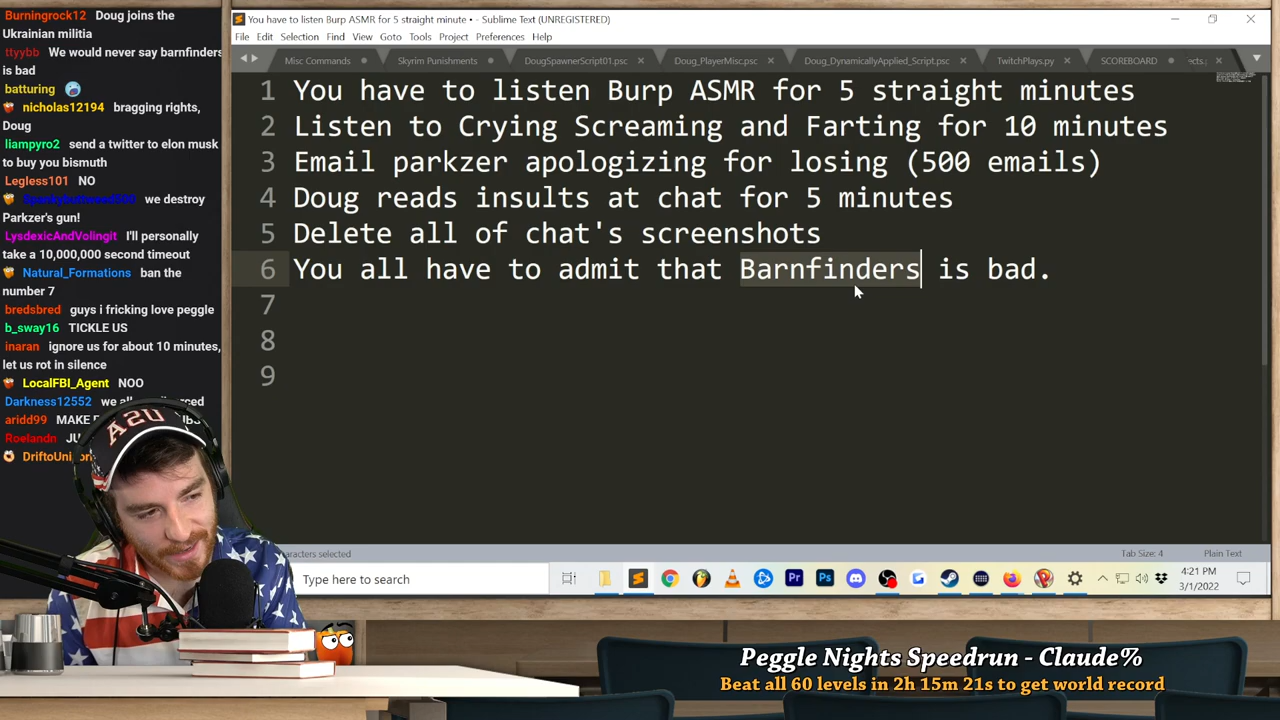 Burningrock12 Doug joins the
Ukrainian militia
ttyybb We would never say barnfinders
is bad
batturing
nicholas12194 bragging rights,
Doug
liampyro2 send a twitter to elon musk
to buy you bismuth
Legless101 NO
we destroy
Parkzer's gun!
LysdexicAndVolingit I'll personally
take a 10,000,000 second timeout
Natural_Formations ban the
number 7
bredsbred guys i fricking love peggle
b_sway16 TICKLE US
inaran ignore us for about 10 minutes,
let us rot in silence
LocalFBI_Agent NOO
Darkness12552
aridd99
Roelandn
You have to listen Burp ASMR for 5 straight minute • - Sublime Text (UNREGISTERED)
File Edit Selection Find View Goto Tools Project Preferences Help
Misc Commands Skyrim Punishments DougSpawnerScript01.psc Doug_PlayerMisc.psc Doug_DynamicallyApplied_Script.psc TwitchPlays.py SCOREBOARD
1 You have to listen Burp ASMR for 5 straight minutes
2 Listen to Crying Screaming and Farting for 10 minutes
3 Email parkzer apologizing for losing (500 emails)
4 Doug reads insults at chat for 5 minutes
5 Delete all of chat's screenshots
6 You all have to admit that Barnfinders is bad.
7
8
9
A2U
selected Tab Size: 4 Plain Text
Type here to search
Pr Ps
4:21 PM
3/1/2022
Peggle Nights Speedrun - Claude%
Beat all 60 levels in 2h 15m 21s to get world record